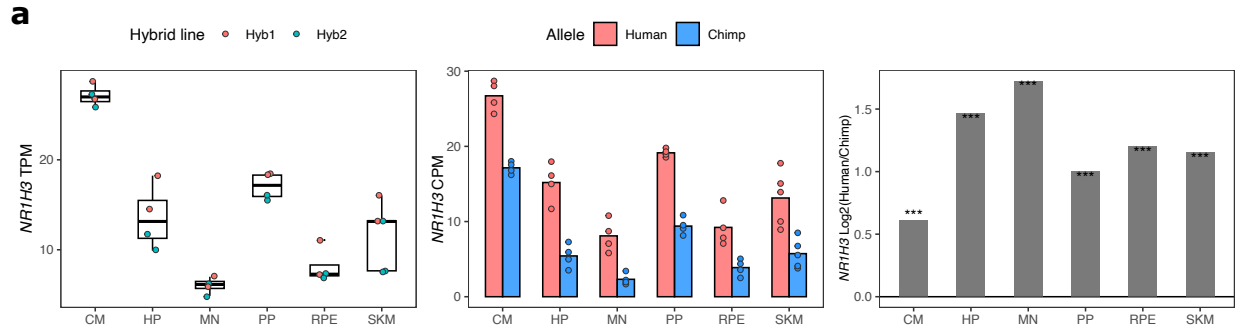 a
Hybrid line Hyb1 Hyb2
Allele Human Chimp
NR1H3 TPM
20
10
CM HP MN PP RPE SKM
NR1H3 CPM
30
20
10
0
CM HP MN PP RPE SKM
NR1H3 Log2(Human/Chimp)
1.5
1.0
0.5
0.0
*** *** *** *** *** ***
CM HP MN PP RPE SKM